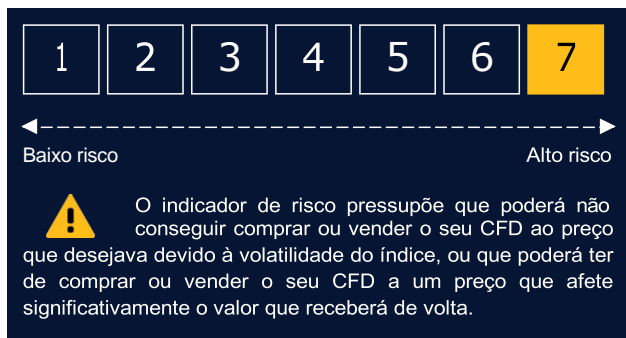 1 2 3 4 5 6 7
Baixo risco Alto risco
O indicador de risco pressupõe que poderá não
conseguir comprar ou vender o seu CFD ao preço
que desejava devido à volatilidade do índice, ou que poderá ter
de comprar ou vender o seu CFD a um preço que afete
significativamente o valor que receberá de volta.